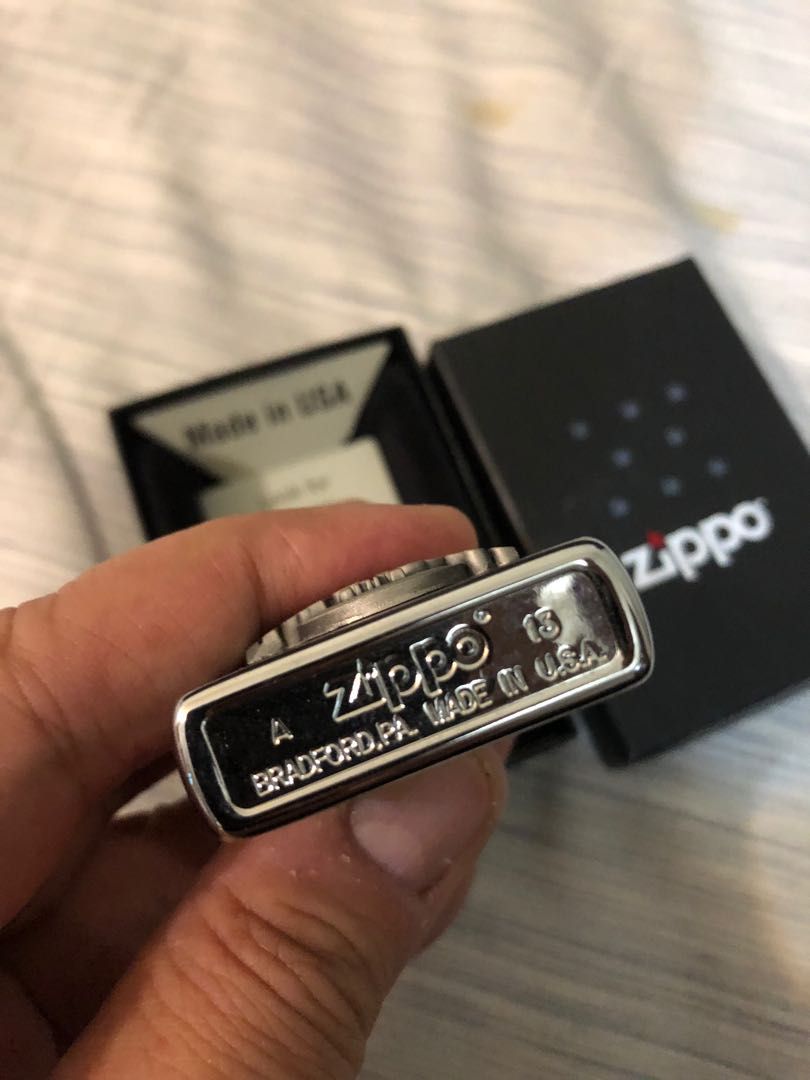 Made in USA
zippo
A zippo 13
BRADFORD, PA. MADE IN U.S.A.